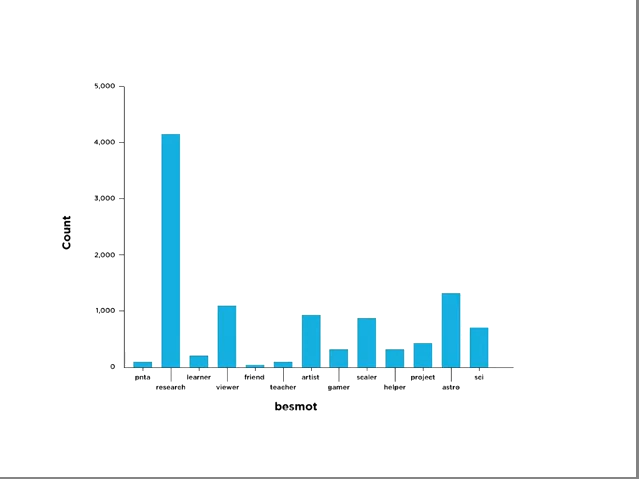 5,000
4,000
3,000
2,000
1,000
0
Count
pnta learner friend artist scaler project sci
research viewer teacher gamer helper astro
besmot